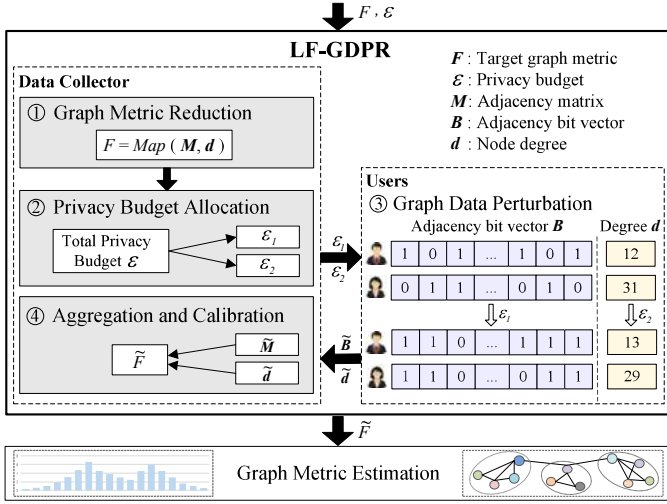 F , ε
LF-GDPR
F : Target graph metric
ε : Privacy budget
M : Adjacency matrix
B : Adjacency bit vector
d : Node degree
Data Collector
① Graph Metric Reduction
F = Map ( M, d )
② Privacy Budget Allocation
Total Privacy
Budget ε
ε₁
ε₂
④ Aggregation and Calibration
F̃
M̃
d̃
ε₁
ε₂
B̃
d̃
Users
③ Graph Data Perturbation
Adjacency bit vector B
Degree d
1 0 1 ... 1 0 1 12
0 1 1 ... 0 1 0 31
ε₁ ε₂
1 1 0 ... 1 1 1 13
1 1 0 ... 0 1 1 29
F̃
Graph Metric Estimation